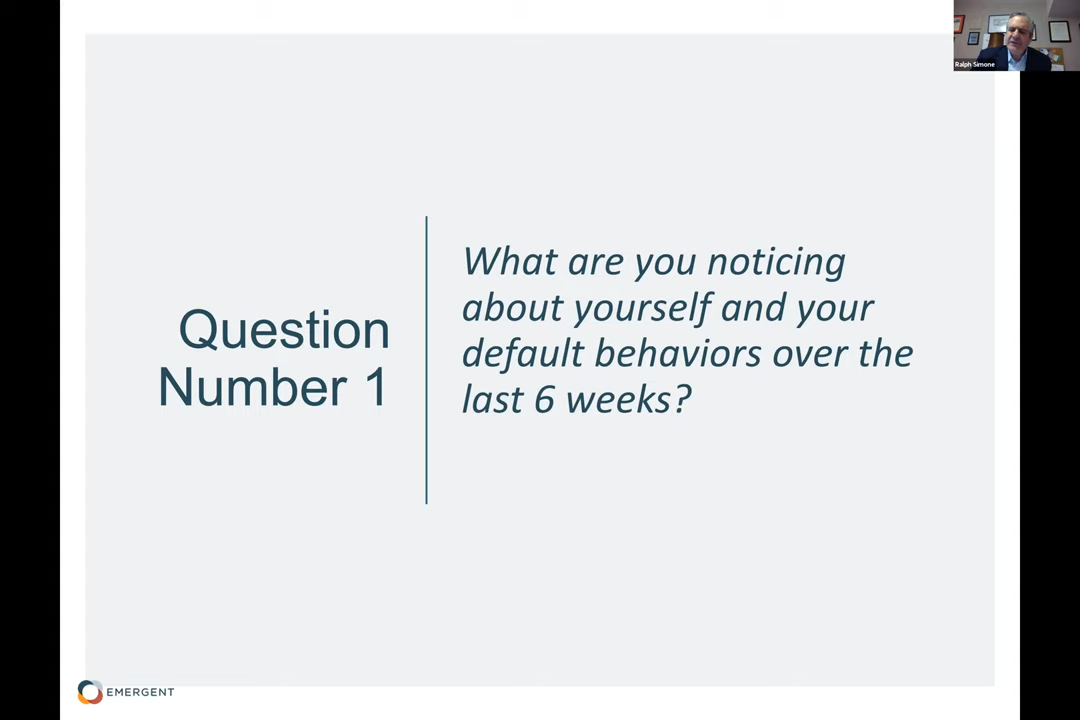 Ralph Simone
Question
Number 1
What are you noticing
about yourself and your
default behaviors over the
last 6 weeks?
EMERGENT